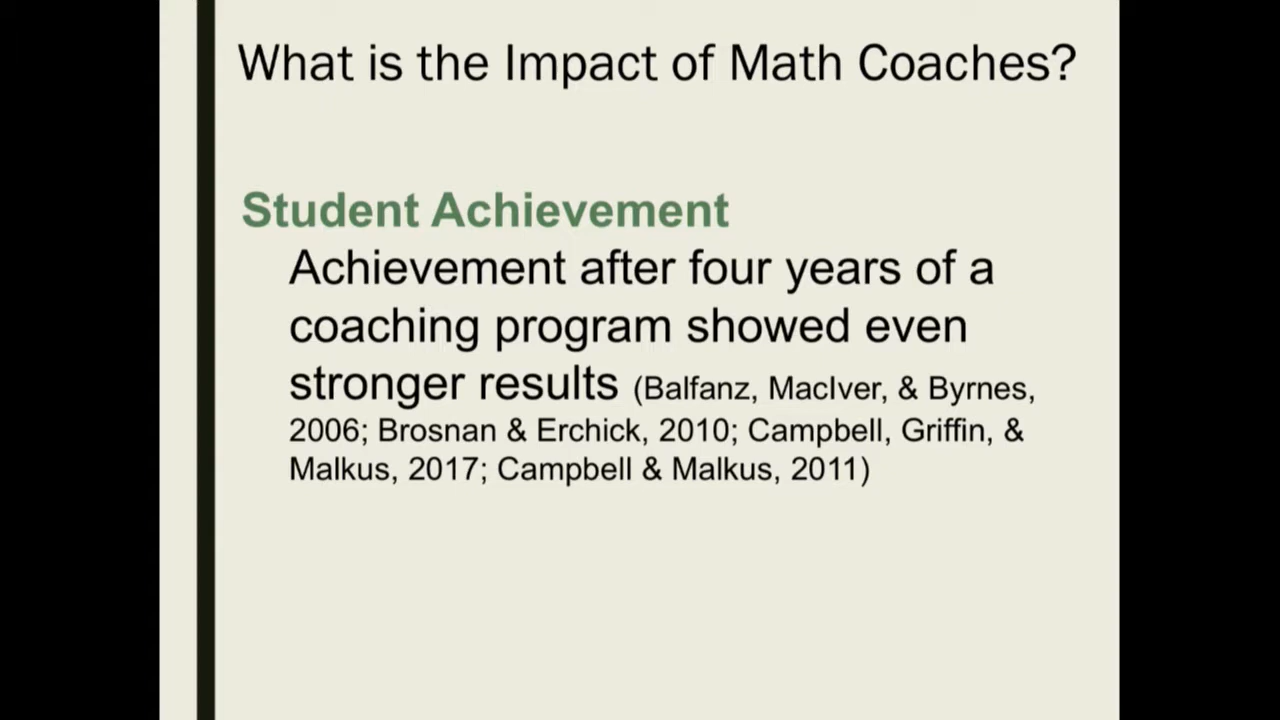 What is the Impact of Math Coaches?
Student Achievement
Achievement after four years of a
coaching program showed even
stronger results (Balfanz, MacIver, & Byrnes,
2006; Brosnan & Erchick, 2010; Campbell, Griffin, &
Malkus, 2017; Campbell & Malkus, 2011)